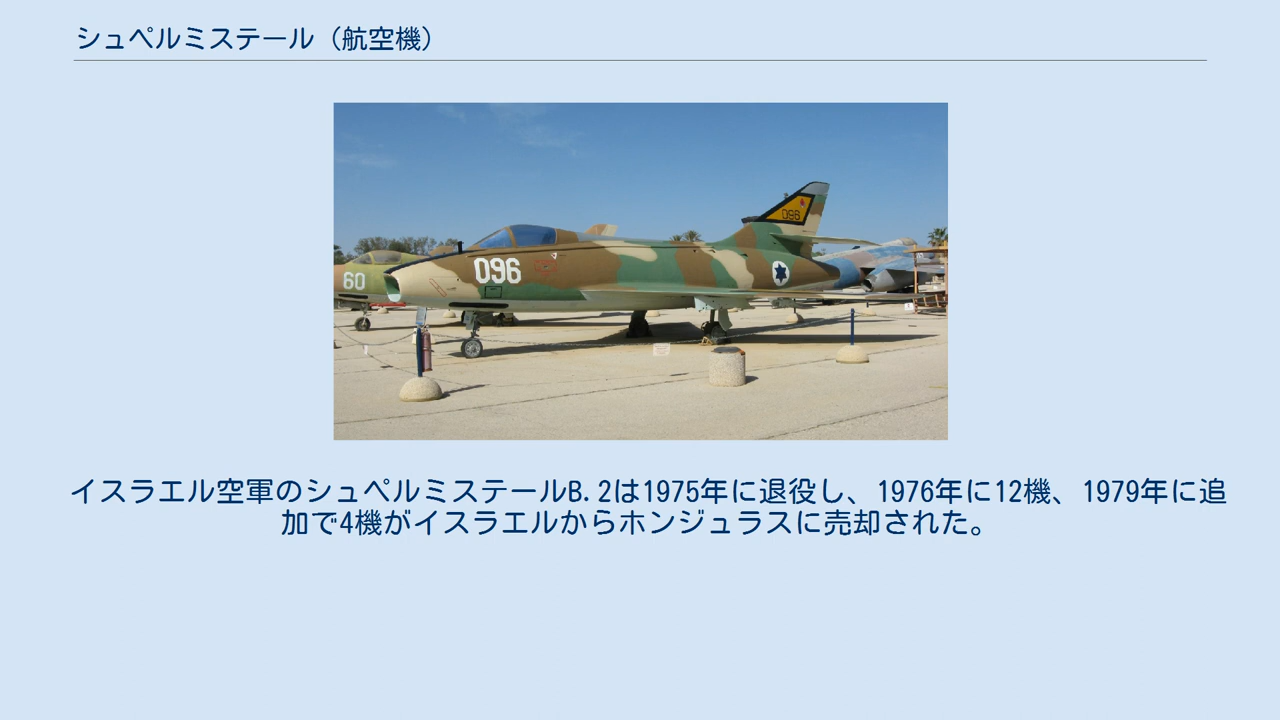 シュペルミステール（航空機）
60
096
096
イスラエル空軍のシュペルミステールB.2は1975年に退役し、1976年に12機、1979年に追
加で4機がイスラエルからホンジュラスに売却された。